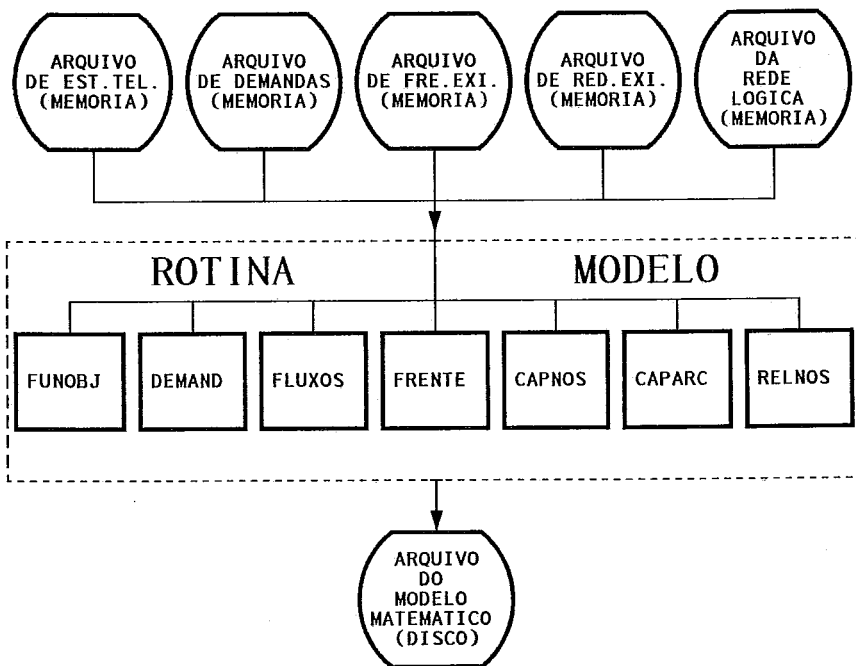 ARQUIVO
DE EST.TEL.
(MEMORIA)
ARQUIVO
DE DEMANDAS
(MEMORIA)
ARQUIVO
DE FRE.EXI.
(MEMORIA)
ARQUIVO
DE RED.EXI.
(MEMORIA)
ARQUIVO
DA
REDE
LOGICA
(MEMORIA)
ROTINA MODELO
FUNOBJ
DEMAND
FLUXOS
FRENTE
CAPNOS
CAPARC
RELNOS
ARQUIVO
DO
MODELO
MATEMATICO
(DISCO)